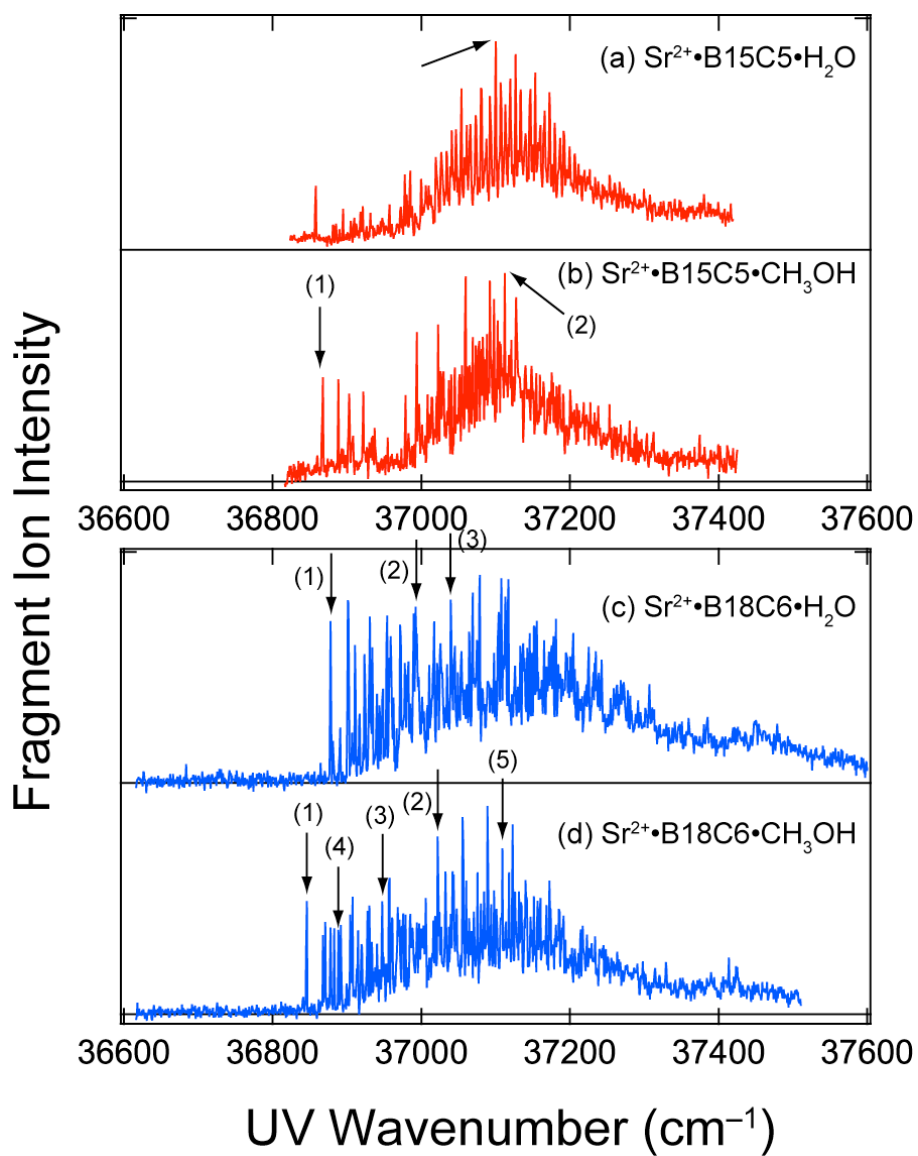 (a) Sr²⁺•B15C5•H₂O
(b) Sr²⁺•B15C5•CH₃OH
(1)
(2)
36600 36800 37000 37200 37400 37600
(3)
(1)
(2)
(c) Sr²⁺•B18C6•H₂O
(5)
(1)
(3)
(2)
(4)
(d) Sr²⁺•B18C6•CH₃OH
36600 36800 37000 37200 37400 37600
Fragment Ion Intensity
UV Wavenumber (cm⁻¹)